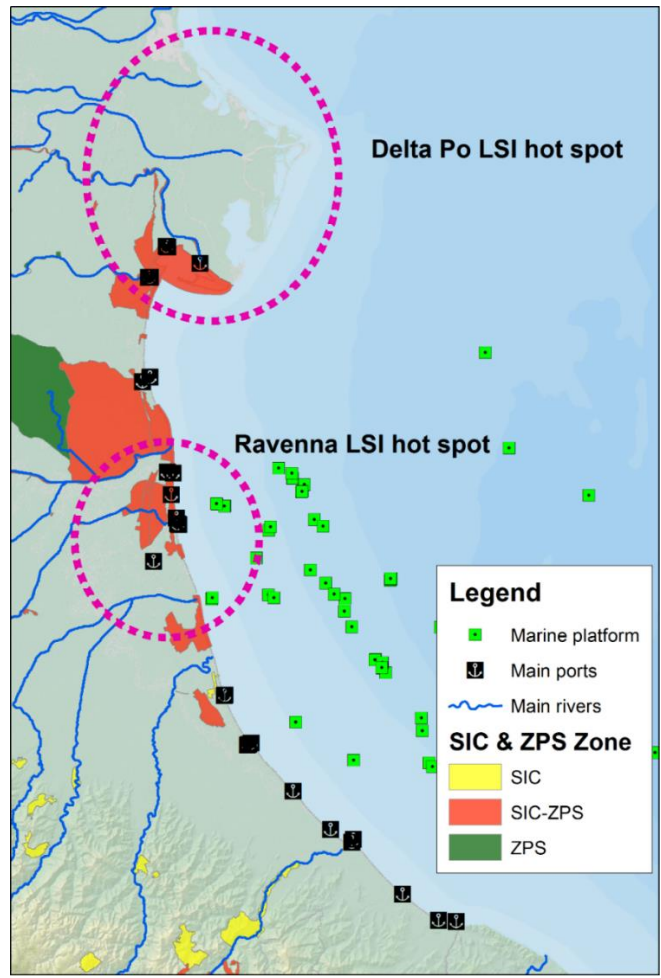 Delta Po LSI hot spot
Ravenna LSI hot spot
Legend
Marine platform
Main ports
Main rivers
SIC & ZPS Zone
SIC
SIC-ZPS
ZPS